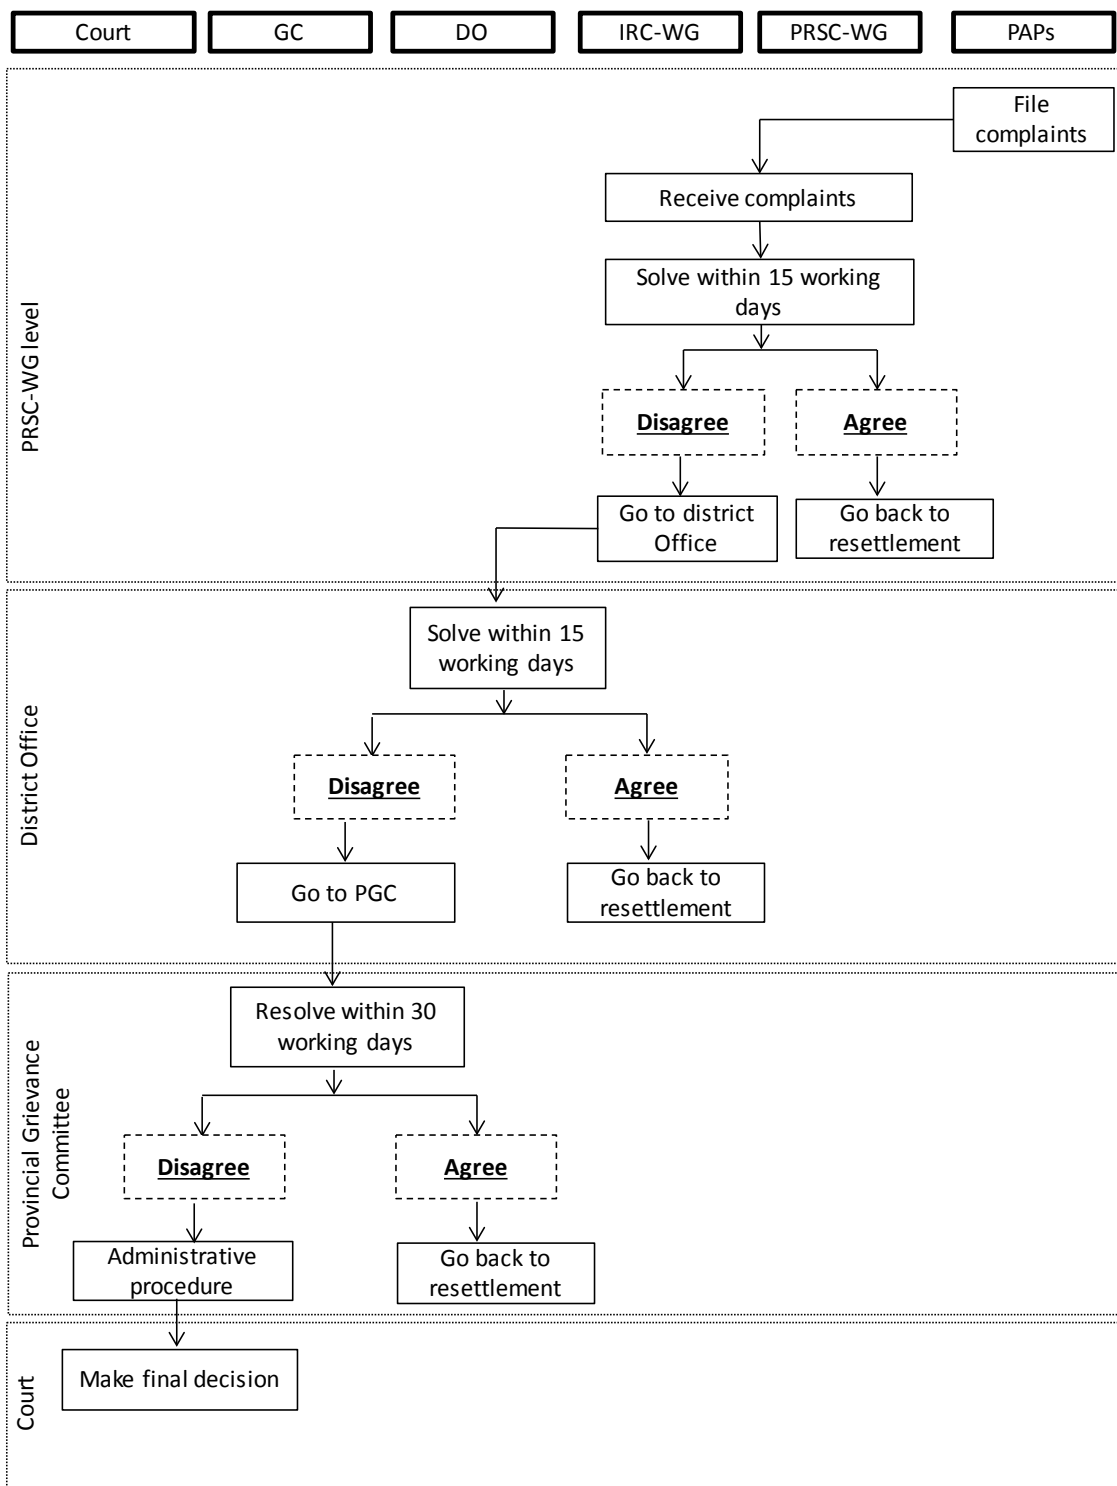 Court
GC
DO
IRC-WG
PRSC-WG
PAPs
PRSC-WG level
File
complaints
Receive complaints
Solve within 15 working
days
Disagree
Agree
Go to district
Office
Go back to
resettlement
District Office
Solve within 15
working days
Disagree
Agree
Go to PGC
Go back to
resettlement
Provincial Grievance
Committee
Resolve within 30
working days
Disagree
Agree
Administrative
procedure
Go back to
resettlement
Court
Make final decision